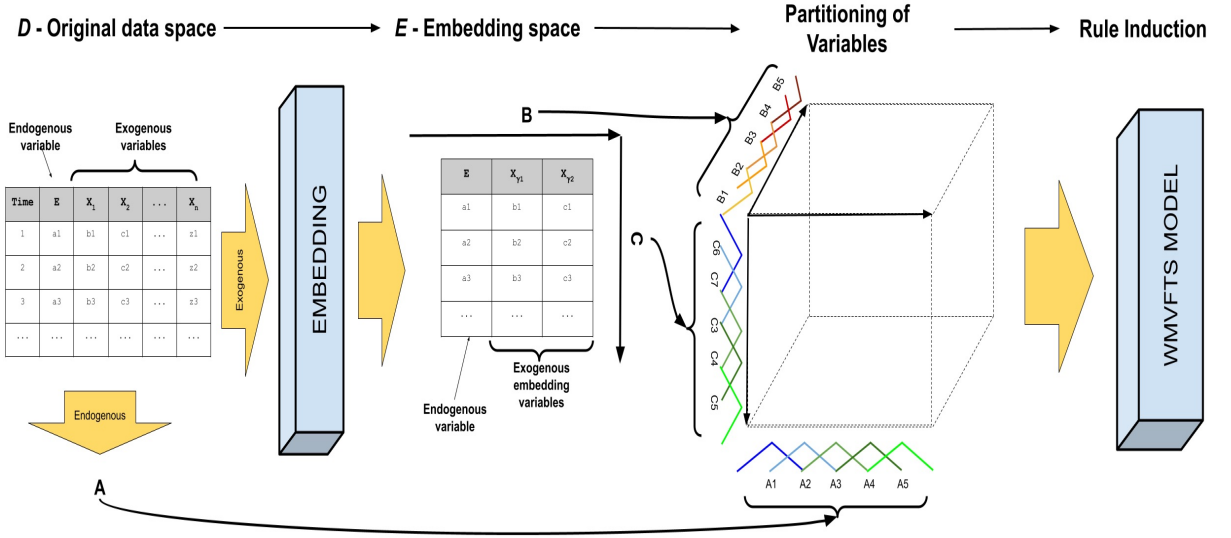 D - Original data space
E - Embedding space
Partitioning of
Variables
Rule Induction
Endogenous
variable
Exogenous
variables
Time E X1 X2 ... Xn
1 a1 b1 c1 ... z1
2 a2 b2 c2 ... z2
3 a3 b3 c3 ... z3
... ... ... ... ... ...
Exogenous
Endogenous
A
EMBEDDING
B
C
E Xγ1 Xγ2
a1 b1 c1
a2 b2 c2
a3 b3 c3
... ... ...
Endogenous
variable
Exogenous
embedding
variables
B5
B4
B3
B2
B1
C6
C7
C3
C4
C5
A1 A2 A3 A4 A5
WMVFTS MODEL